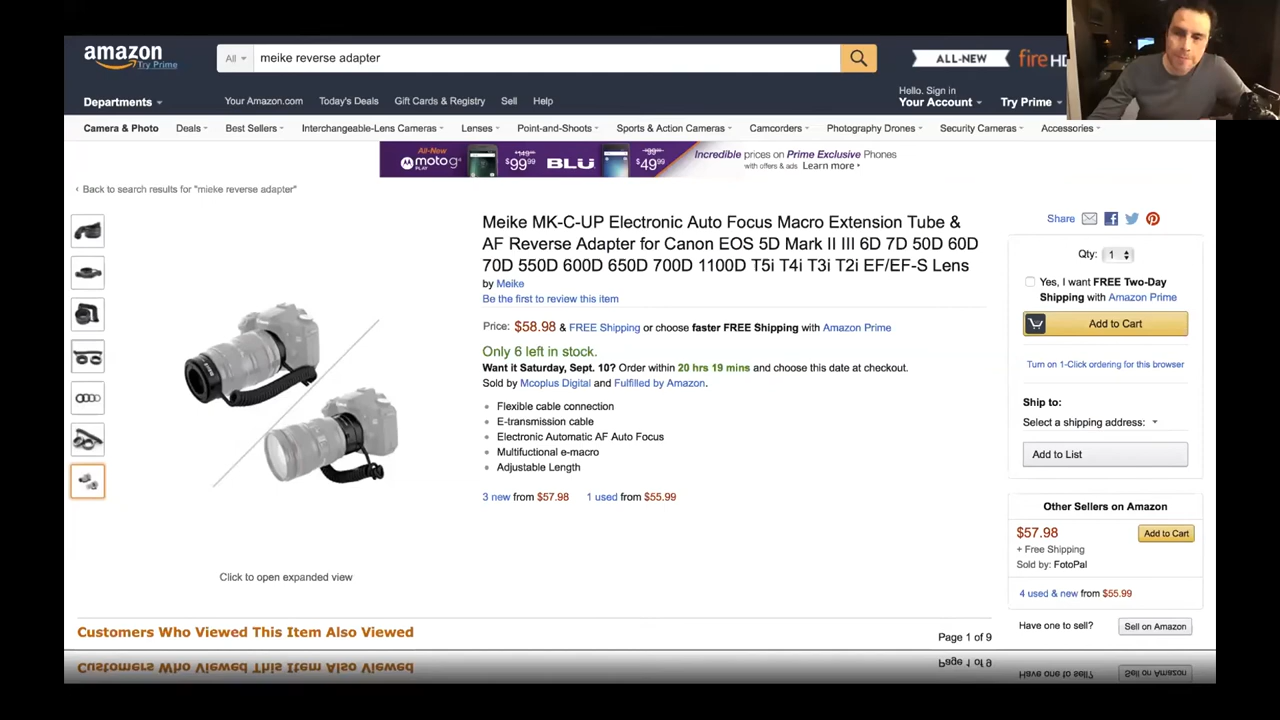 amazon
Try Prime
All
meike reverse adapter
ALL-NEW
fire HD
Departments
Your Amazon.com
Today's Deals
Gift Cards & Registry
Sell
Help
Hello. Sign in
Your Account
Try Prime
Camera & Photo
Deals
Best Sellers
Interchangeable-Lens Cameras
Lenses
Point-and-Shoots
Sports & Action Cameras
Camcorders
Photography Drones
Security Cameras
Accessories
All-New
moto g
PLAY
$149.99
$99.99
BLU
$99.99
$49.99
Incredible prices on Prime Exclusive Phones
with offers & ads Learn more
‹ Back to search results for "mieke reverse adapter"
Meike MK-C-UP Electronic Auto Focus Macro Extension Tube &
AF Reverse Adapter for Canon EOS 5D Mark II III 6D 7D 50D 60D
70D 550D 600D 650D 700D 1100D T5i T4i T3i T2i EF/EF-S Lens
by Meike
Be the first to review this item
Price: $58.98 & FREE Shipping or choose faster FREE Shipping with Amazon Prime
Only 6 left in stock.
Want it Saturday, Sept. 10? Order within 20 hrs 19 mins and choose this date at checkout.
Sold by Mcoplus Digital and Fulfilled by Amazon.
Flexible cable connection
E-transmission cable
Electronic Automatic AF Auto Focus
Multifuctional e-macro
Adjustable Length
3 new from $57.98
1 used from $55.99
Click to open expanded view
Share
Qty: 1
Yes, I want FREE Two-Day
Shipping with Amazon Prime
Add to Cart
Turn on 1-Click ordering for this browser
Ship to:
Select a shipping address:
Add to List
Other Sellers on Amazon
$57.98
Add to Cart
+ Free Shipping
Sold by: FotoPal
4 used & new from $55.99
Have one to sell?
Sell on Amazon
Customers Who Viewed This Item Also Viewed
Page 1 of 9